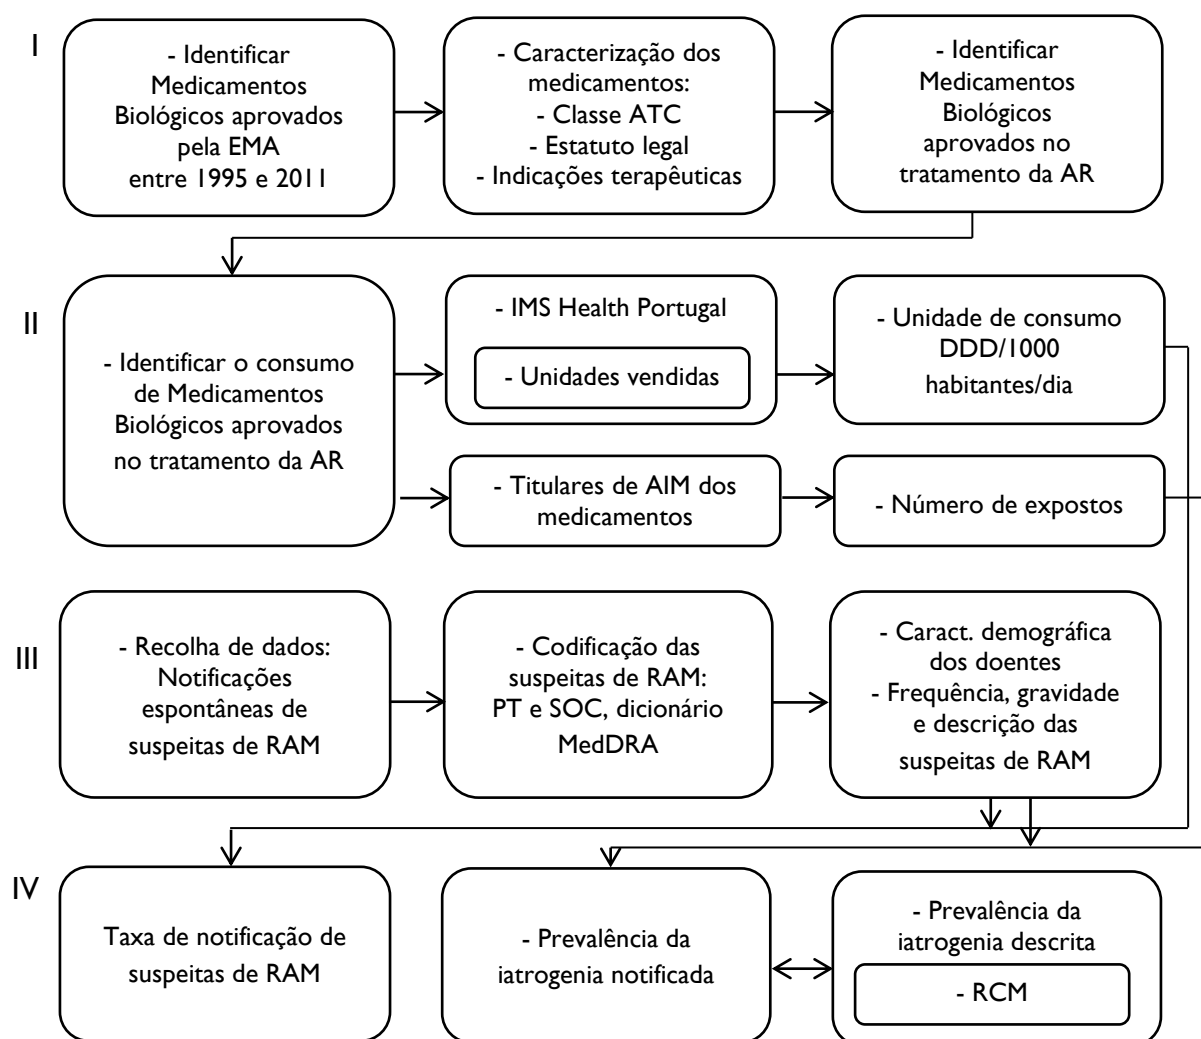 I
- Identificar
Medicamentos
Biológicos aprovados
pela EMA
entre 1995 e 2011
- Caracterização dos
medicamentos:
- Classe ATC
- Estatuto legal
- Indicações terapêuticas
- Identificar
Medicamentos
Biológicos
aprovados no
tratamento da AR
II
- Identificar o consumo
de Medicamentos
Biológicos aprovados
no tratamento da AR
- IMS Health Portugal
- Unidades vendidas
- Unidade de consumo
DDD/1000
habitantes/dia
- Titulares de AIM dos
medicamentos
- Número de expostos
III
- Recolha de dados:
Notificações
espontâneas de
suspeitas de RAM
- Codificação das
suspeitas de RAM:
PT e SOC, dicionário
MedDRA
- Caract. demográfica
dos doentes
- Frequência, gravidade
e descrição das
suspeitas de RAM
IV
Taxa de notificação de
suspeitas de RAM
- Prevalência da
iatrogenia notificada
- Prevalência da
iatrogenia descrita
- RCM